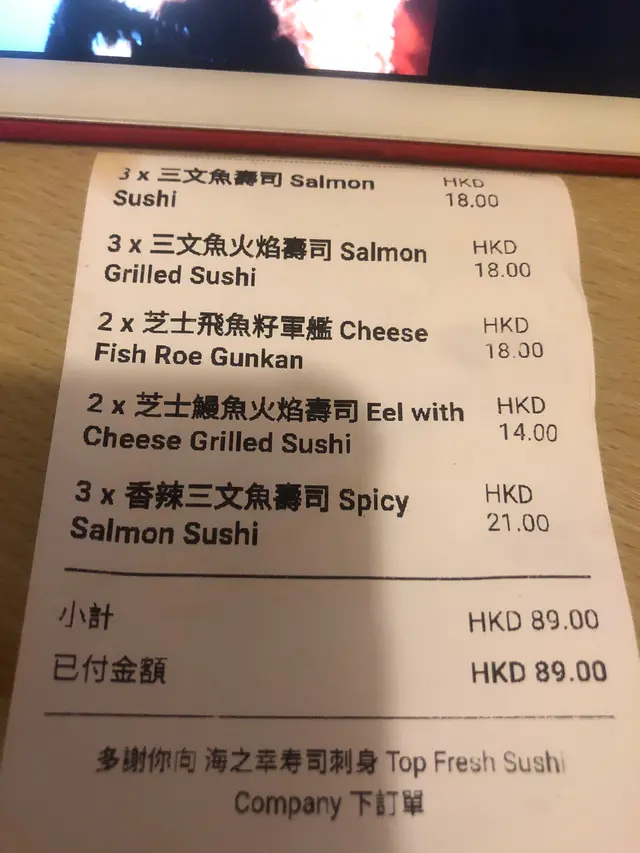 3 x 三文魚壽司 Salmon HKD
Sushi 18.00
3 x 三文魚火焰壽司 Salmon HKD
Grilled Sushi 18.00
2 x 芝士飛魚籽軍艦 Cheese HKD
Fish Roe Gunkan 18.00
2 x 芝士鰻魚火焰壽司 Eel with HKD
Cheese Grilled Sushi 14.00
3 x 香辣三文魚壽司 Spicy HKD
Salmon Sushi 21.00
小計 HKD 89.00
已付金額 HKD 89.00
多謝你向 海之幸寿司刺身 Top Fresh Sushi
Company 下訂單